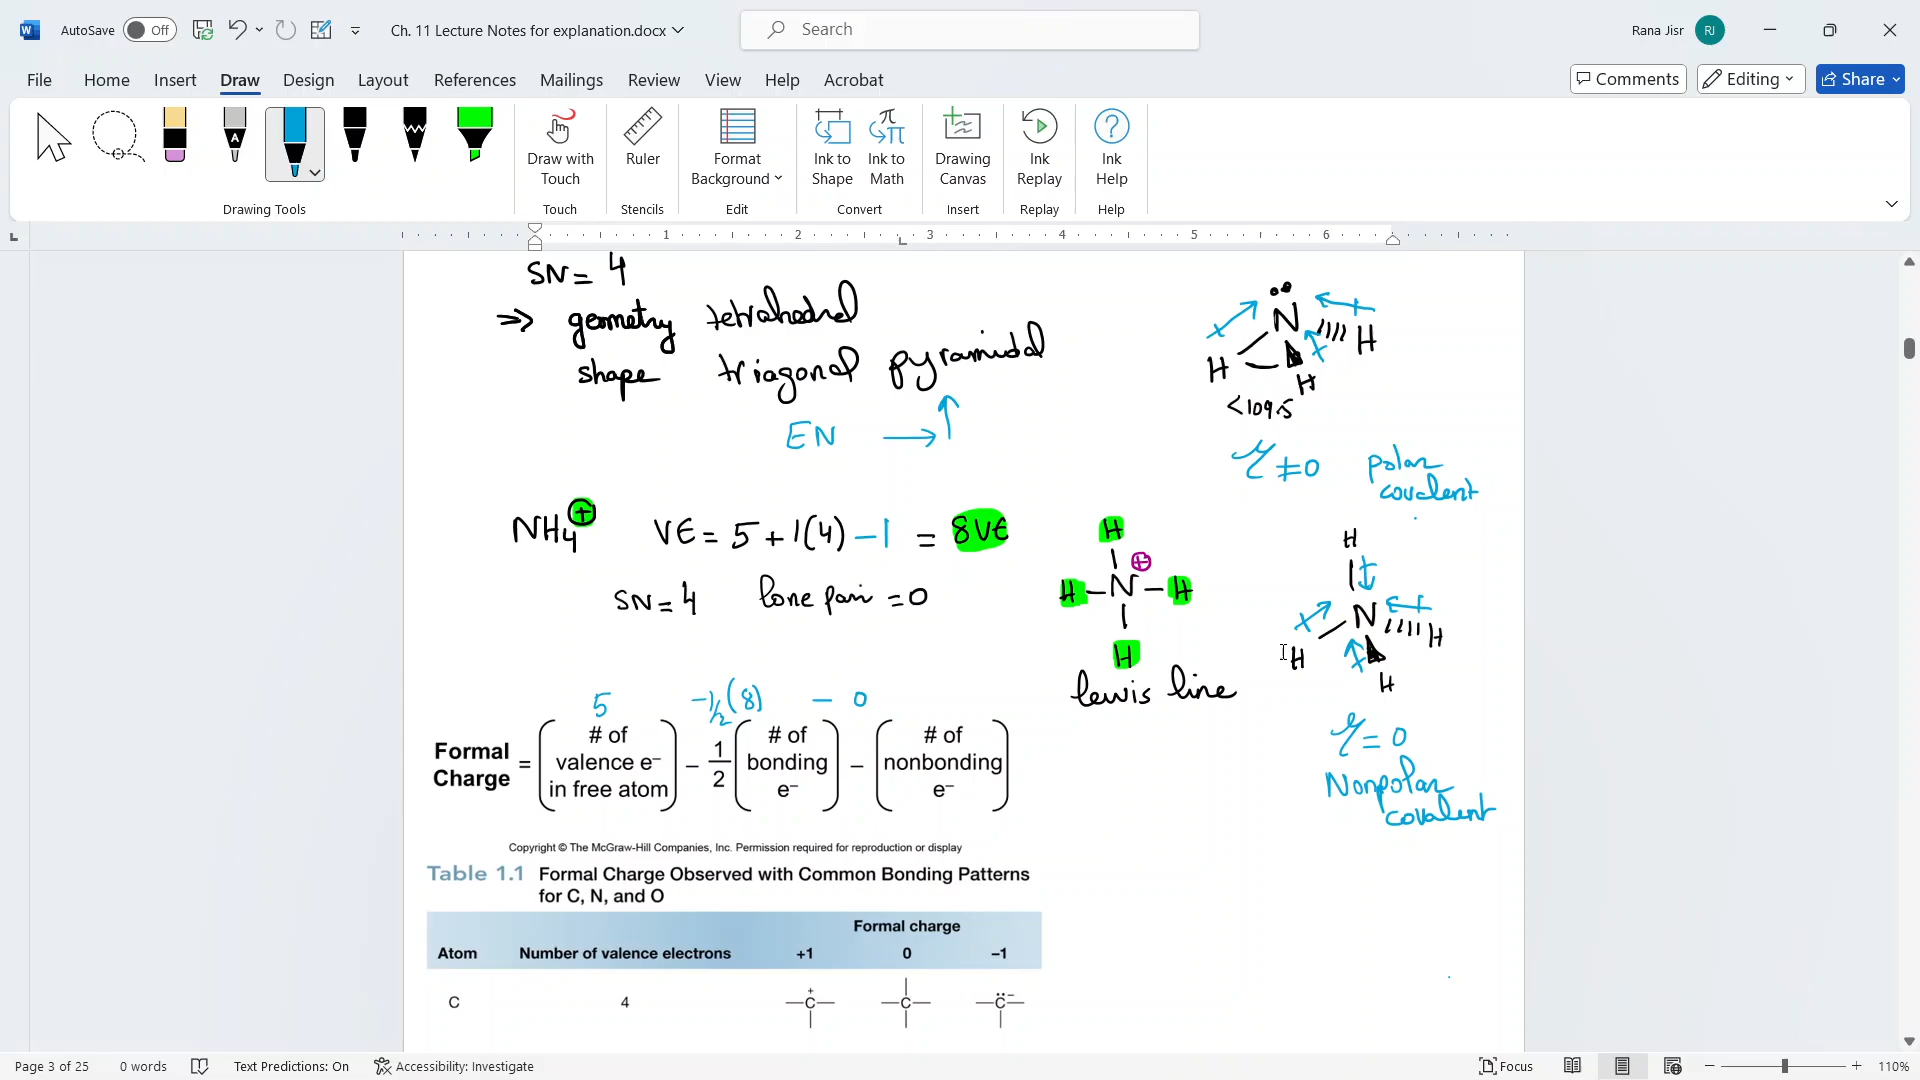 AutoSave Off Ch. 11 Lecture Notes for explanation.docx Search Rana Jisr RJ
File Home Insert Draw Design Layout References Mailings Review View Help Acrobat Comments Editing Share
Draw with Touch Ruler Format Background Ink to Shape Ink to Math Drawing Canvas Ink Replay Ink Help
Drawing Tools Touch Stencils Edit Convert Insert Replay Help
1 2 3 4 5 6
SN = 4
⇒ geometry tetrahedral
shape triagonal pyramidal
EN → ↑
N
H H H
<109.5
≠ 0 polar covalent
NH4+ VE = 5 + 1(4) - 1 = 8VE
SN = 4 lone pair = 0
H
H - N - H
H
+
lewis line
H
N
H H
H
= 0
Nonpolar
covalent
5 -1/2(8) - 0
Formal Charge = (# of valence e– in free atom) – 1/2 (# of bonding e–) – (# of nonbonding e–)
Copyright © The McGraw-Hill Companies, Inc. Permission required for reproduction or display
Table 1.1 Formal Charge Observed with Common Bonding Patterns
for C, N, and O
Formal charge
Atom Number of valence electrons +1 0 –1
C 4 C+ C C–
Page 3 of 25 0 words Text Predictions: On Accessibility: Investigate Focus 110%